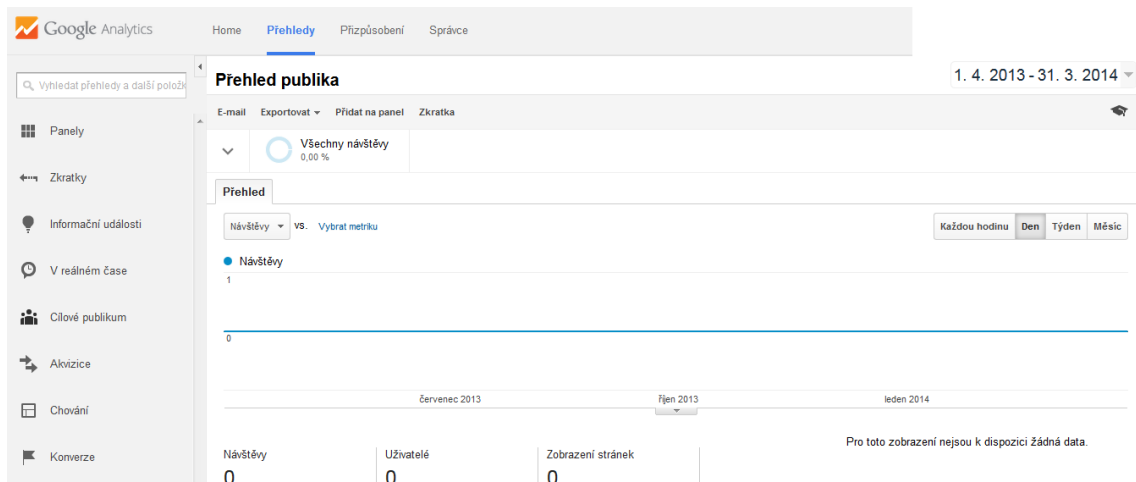 Google Analytics
Home Přehledy Přizpůsobení Správce
Vyhledat přehledy a další položk
Panely
Zkratky
Informační události
V reálném čase
Cílové publikum
Akvizice
Chování
Konverze
Přehled publika
1. 4. 2013 - 31. 3. 2014
E-mail Exportovat Přidat na panel Zkratka
Všechny návštěvy
0,00 %
Přehled
Návštěvy vs. Vybrat metriku
Každou hodinu Den Týden Měsíc
Návštěvy
1
0
červenec 2013 říjen 2013 leden 2014
Pro toto zobrazení nejsou k dispozici žádná data.
Návštěvy Uživatelé Zobrazení stránek
0 0 0